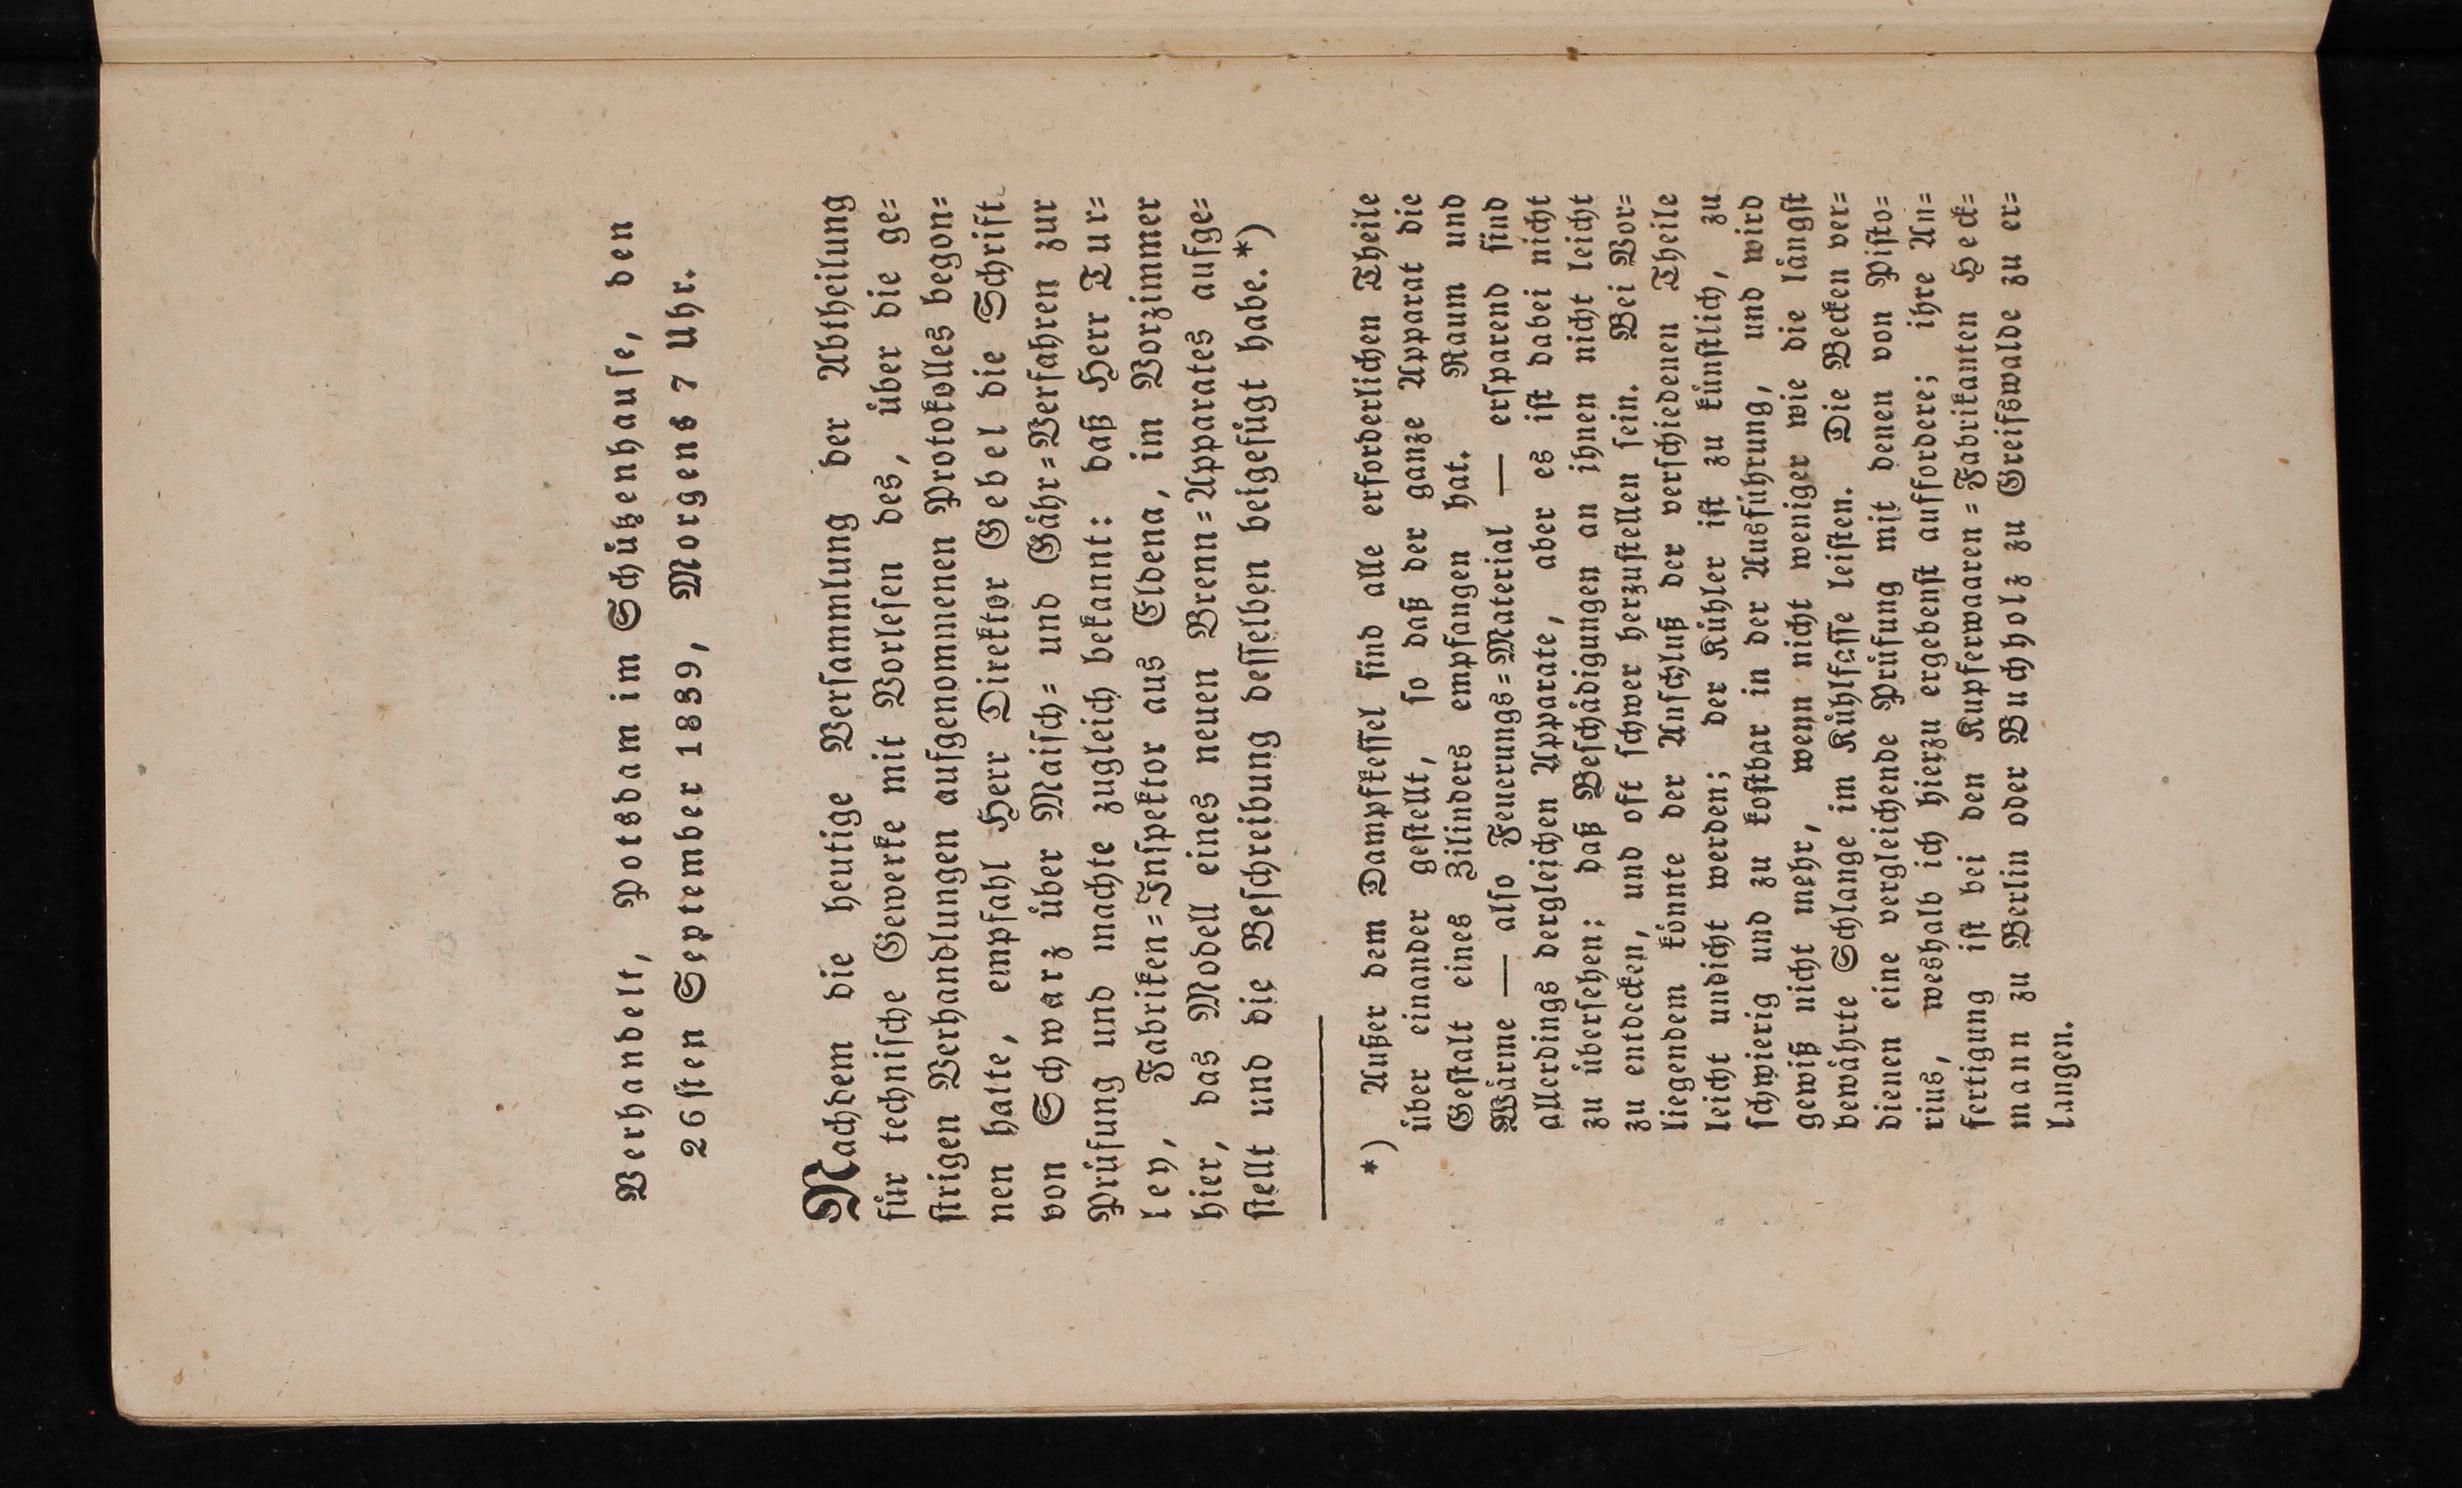 Verhandelt, Potsdam im Schützenhause, den
26sten September 1839, Morgens 7 Uhr.
Nachdem die heutige Versammlung der Abtheilung
für technische Gewerke mit Vorlesen des, über die ge-
strigen Verhandlungen aufgenommenen Protokolles begon-
nen hatte, empfahl Herr Direktor Gebel die Schrift
von Schwarz über Maisch- und Gähr-Verfahren zur
Prüfung und machte zugleich bekannt: daß Herr Tur-
ley, Fabriken-Inspektor aus Eldena, im Vorzimmer
hier, das Modell eines neuen Brenn-Apparates aufge-
stellt und die Beschreibung desselben beigefügt habe.*)
*) Außer dem Dampfkessel sind alle erforderlichen Theile
über einander gestellt, so daß der ganze Apparat die
Gestalt eines Zilinders empfangen hat. Raum und
Wärme — also Feuerungs-Material — ersparend sind
allerdings dergleichen Apparate, aber es ist dabei nicht
zu übersehen: daß Beschädigungen an ihnen nicht leicht
zu entdecken, und oft schwer herzustellen sein. Bei Vor-
liegendem könnte der Anschluß der verschiedenen Theile
leicht undicht werden; der Kühler ist zu künstlich, zu
schwierig und zu kostbar in der Ausführung, und wird
gewiß nicht mehr, wenn nicht weniger wie die längst
bewährte Schlange im Kühlfasse leisten. Die Becken ver-
dienen eine vergleichende Prüfung mit denen von Pisto-
rius, weshalb ich hierzu ergebenst auffordere; ihre An-
fertigung ist bei den Kupferwaaren-Fabrikanten Heck-
mann zu Berlin oder Buchholz zu Greifswalde zu er-
langen.